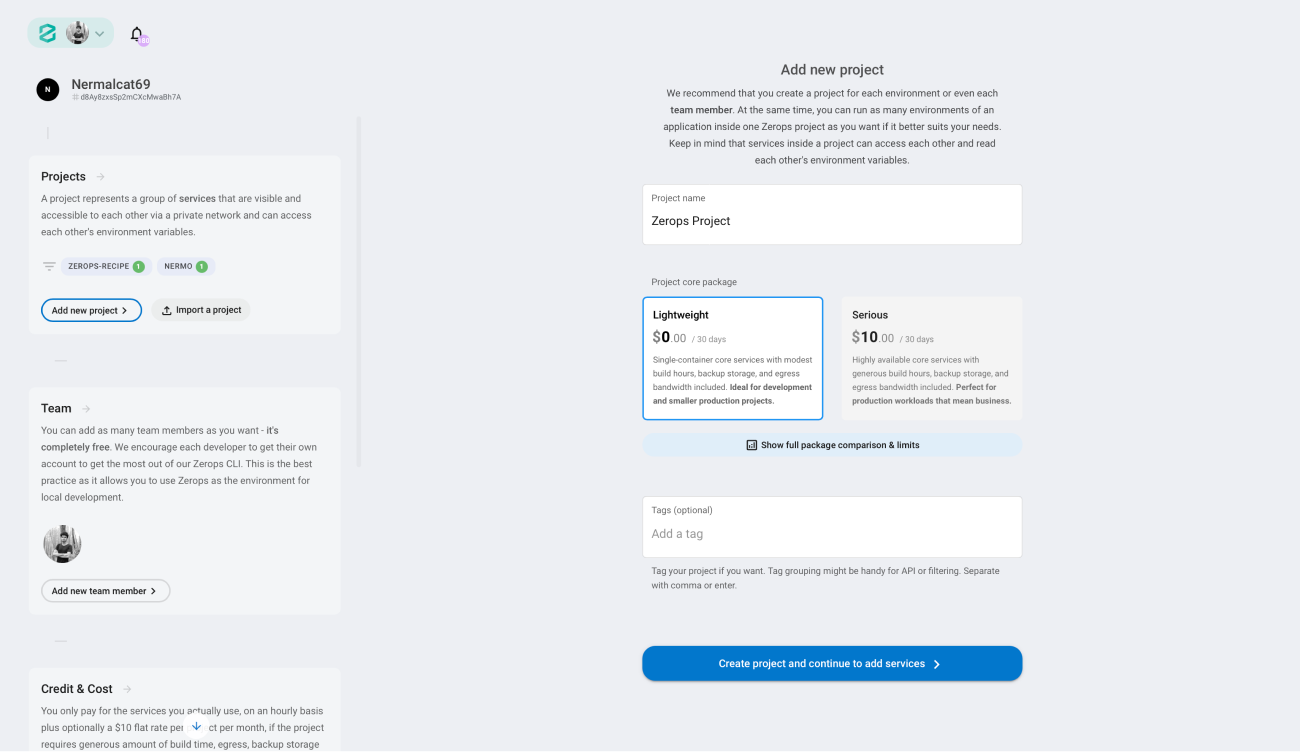 N
Nermalcat69
# d8Ay8zxsSp2mCXcMwaBh7A
Projects
A project represents a group of services that are visible and
accessible to each other via a private network and can access
each other's environment variables.
ZEROPS-RECIPE 1
NERMO 1
Add new project
Import a project
Team
You can add as many team members as you want - it's
completely free. We encourage each developer to get their own
account to get the most out of our Zerops CLI. This is the best
practice as it allows you to use Zerops as the environment for
local development.
Add new team member
Credit & Cost
You only pay for the services you actually use, on an hourly basis
plus optionally a $10 flat rate per ct per month, if the project
requires generous amount of build time, egress, backup storage
Add new project
We recommend that you create a project for each environment or even each
team member. At the same time, you can run as many environments of an
application inside one Zerops project as you want if it better suits your needs.
Keep in mind that services inside a project can access each other and read
each other's environment variables.
Project name
Zerops Project
Project core package
Lightweight
$0.00 / 30 days
Single-container core services with modest
build hours, backup storage, and egress
bandwidth included. Ideal for development
and smaller production projects.
Serious
$10.00 / 30 days
Highly available core services with
generous build hours, backup storage, and
egress bandwidth included. Perfect for
production workloads that mean business.
Show full package comparison & limits
Tags (optional)
Add a tag
Tag your project if you want. Tag grouping might be handy for API or filtering. Separate
with comma or enter.
Create project and continue to add services